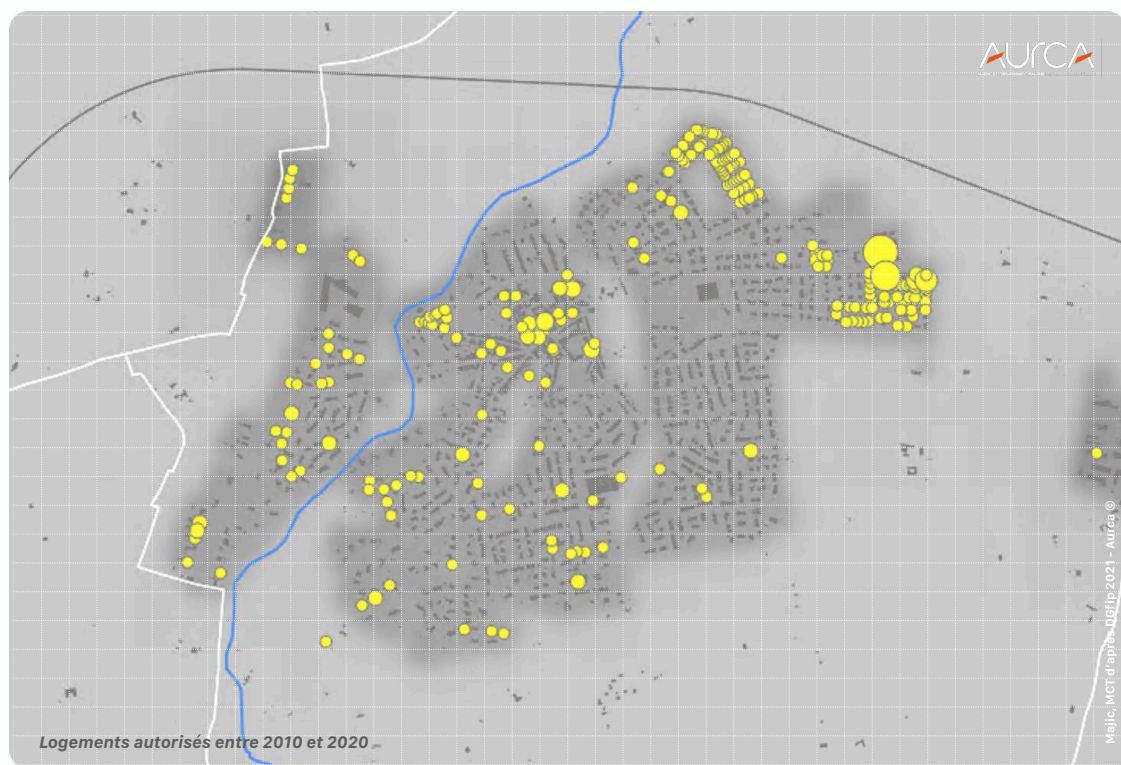 AURCA
Majic, MCT d'après DGfip 2021 - Aurca ©
Logements autorisés entre 2010 et 2020